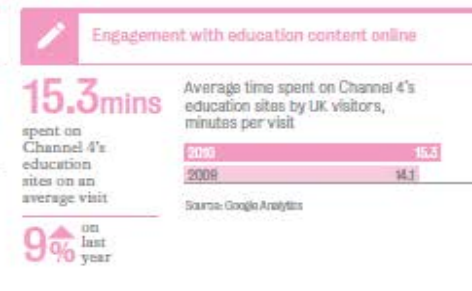 Engagement with education content online
15.3mins
spent on
Channel 4's
education
sites on an
average visit
9% on
last
year
Average time spent on Channel 4's
education sites by UK visitors,
minutes per visit
2010 15.3
2009 14.1
Source: Google Analytics